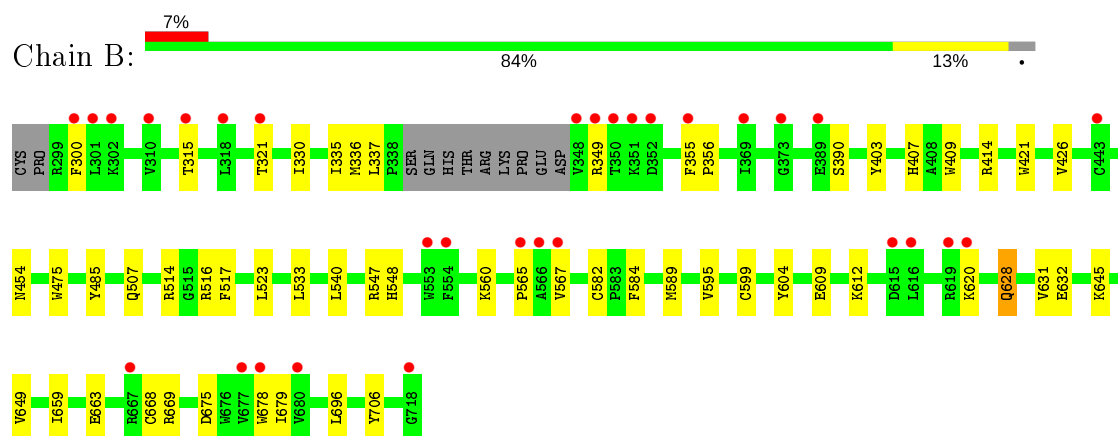 7%
Chain B:
84% 13% •
CYS PRO R299 F300 L301 K302 V310 T315 L318 T321 I330 I335 M336 L337 P338 SER GLN HIS THR ARG LYS PRO GLU ASP V348 R349 T350 K351 D352 F355 P356 I369 G373 E389 S390 Y403 H407 A408 W409 R414 W421 V426 C443
N454 W475 Y485 Q507 R514 G515 R516 F517 L523 L533 L540 R547 H548 W553 F554 K560 P565 A566 V567 C582 P583 F584 M589 V595 C599 Y604 E609 K612 D615 L616 R619 K620 Q628 V631 E632 K645
V649 I659 E663 R667 C668 R669 D675 W676 V677 W678 I679 V680 L696 Y706 G718